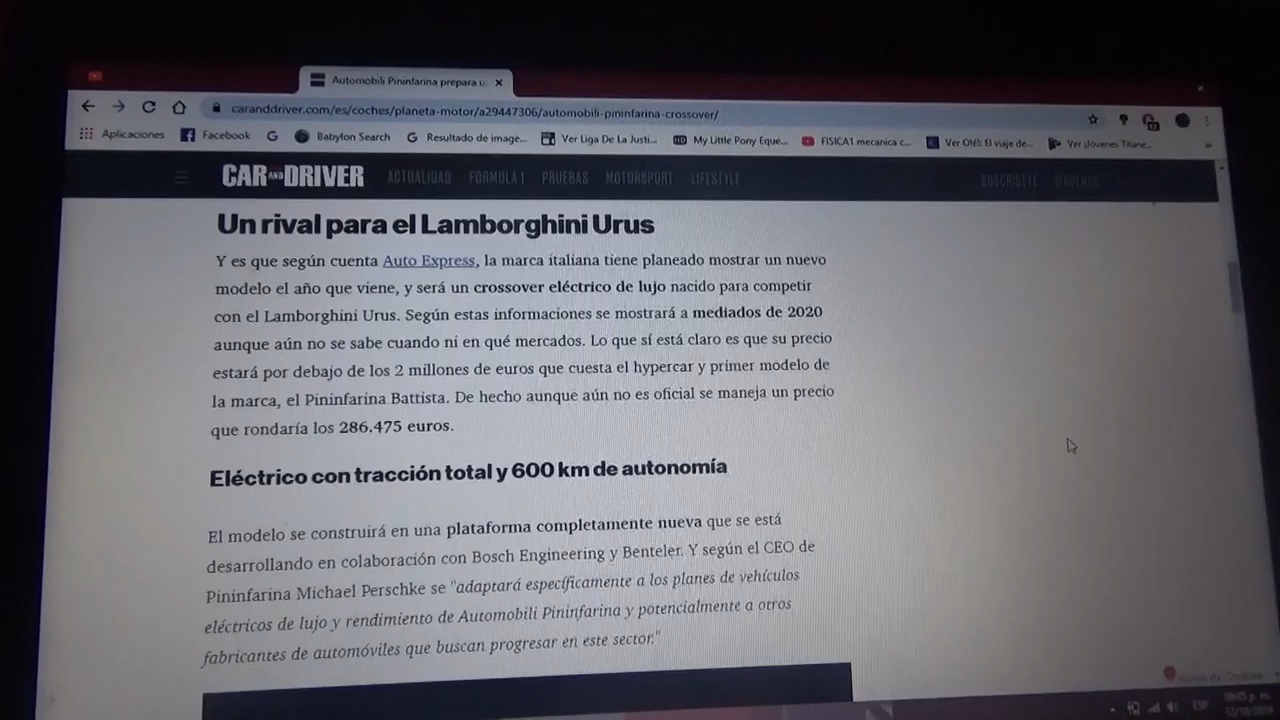 Automobili Pininfarina prepara u
caranddriver.com/es/coches/planeta-motor/a29447306/automobili-pininfarina-crossover/
Aplicaciones Facebook Babylon Search Resultado de image... Ver Liga De La Justi... My Little Pony Eque... FISICA1 mecanica c... Ver Olé!: El viaje de... Ver Jóvenes Titane...
CAR AND DRIVER ACTUALIDAD FÓRMULA 1 PRUEBAS MOTORSPORT LIFESTYLE SUSCRÍBETE SÍGUENOS
Un rival para el Lamborghini Urus
Y es que según cuenta Auto Express, la marca italiana tiene planeado mostrar un nuevo
modelo el año que viene, y será un crossover eléctrico de lujo nacido para competir
con el Lamborghini Urus. Según estas informaciones se mostrará a mediados de 2020
aunque aún no se sabe cuando ni en qué mercados. Lo que sí está claro es que su precio
estará por debajo de los 2 millones de euros que cuesta el hypercar y primer modelo de
la marca, el Pininfarina Battista. De hecho aunque aún no es oficial se maneja un precio
que rondaría los 286.475 euros.
Eléctrico con tracción total y 600 km de autonomía
El modelo se construirá en una plataforma completamente nueva que se está
desarrollando en colaboración con Bosch Engineering y Benteler. Y según el CEO de
Pininfarina Michael Perschke se "adaptará específicamente a los planes de vehículos
eléctricos de lujo y rendimiento de Automobili Pininfarina y potencialmente a otros
fabricantes de automóviles que buscan progresar en este sector."
ESP